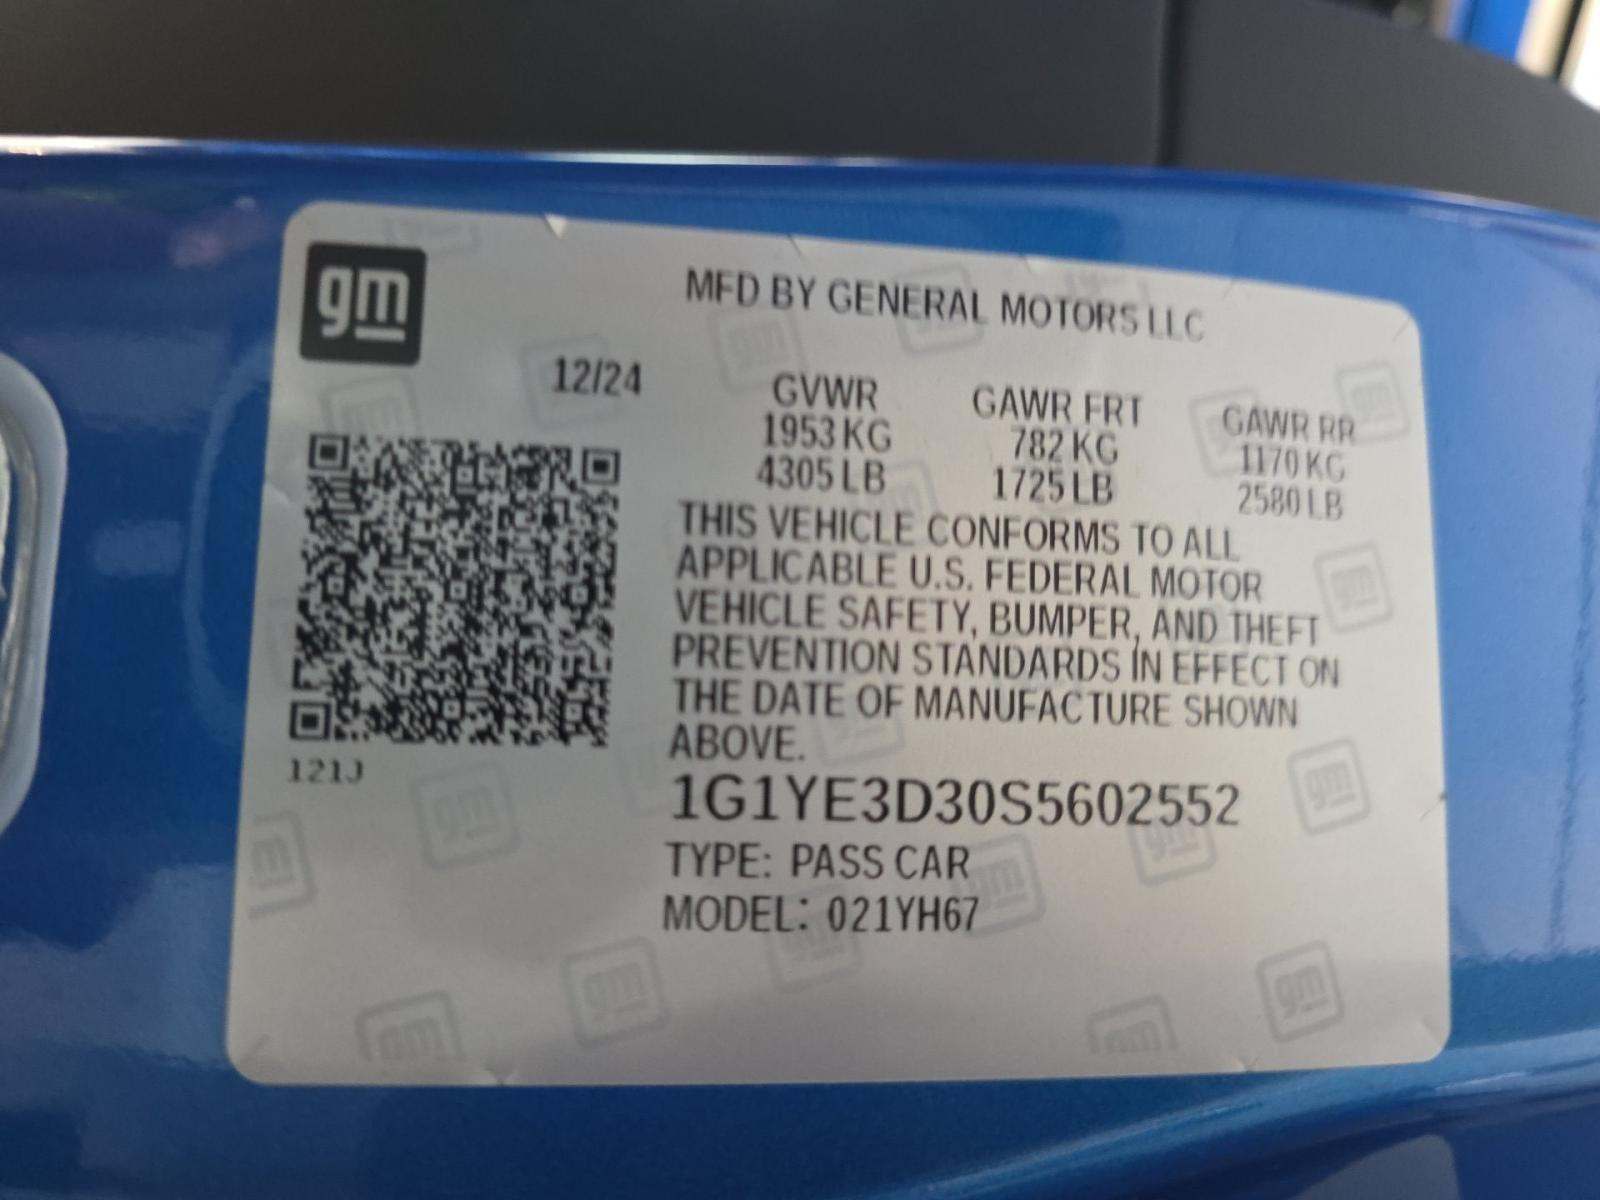 gm
MFD BY GENERAL MOTORS LLC
12/24
GVWR GAWR FRT GAWR RR
1953 KG 782 KG 1170 KG
4305 LB 1725 LB 2580 LB
THIS VEHICLE CONFORMS TO ALL
APPLICABLE U.S. FEDERAL MOTOR
VEHICLE SAFETY, BUMPER, AND THEFT
PREVENTION STANDARDS IN EFFECT ON
THE DATE OF MANUFACTURE SHOWN
ABOVE.
121J
1G1YE3D30S5602552
TYPE: PASS CAR
MODEL: 021YH67